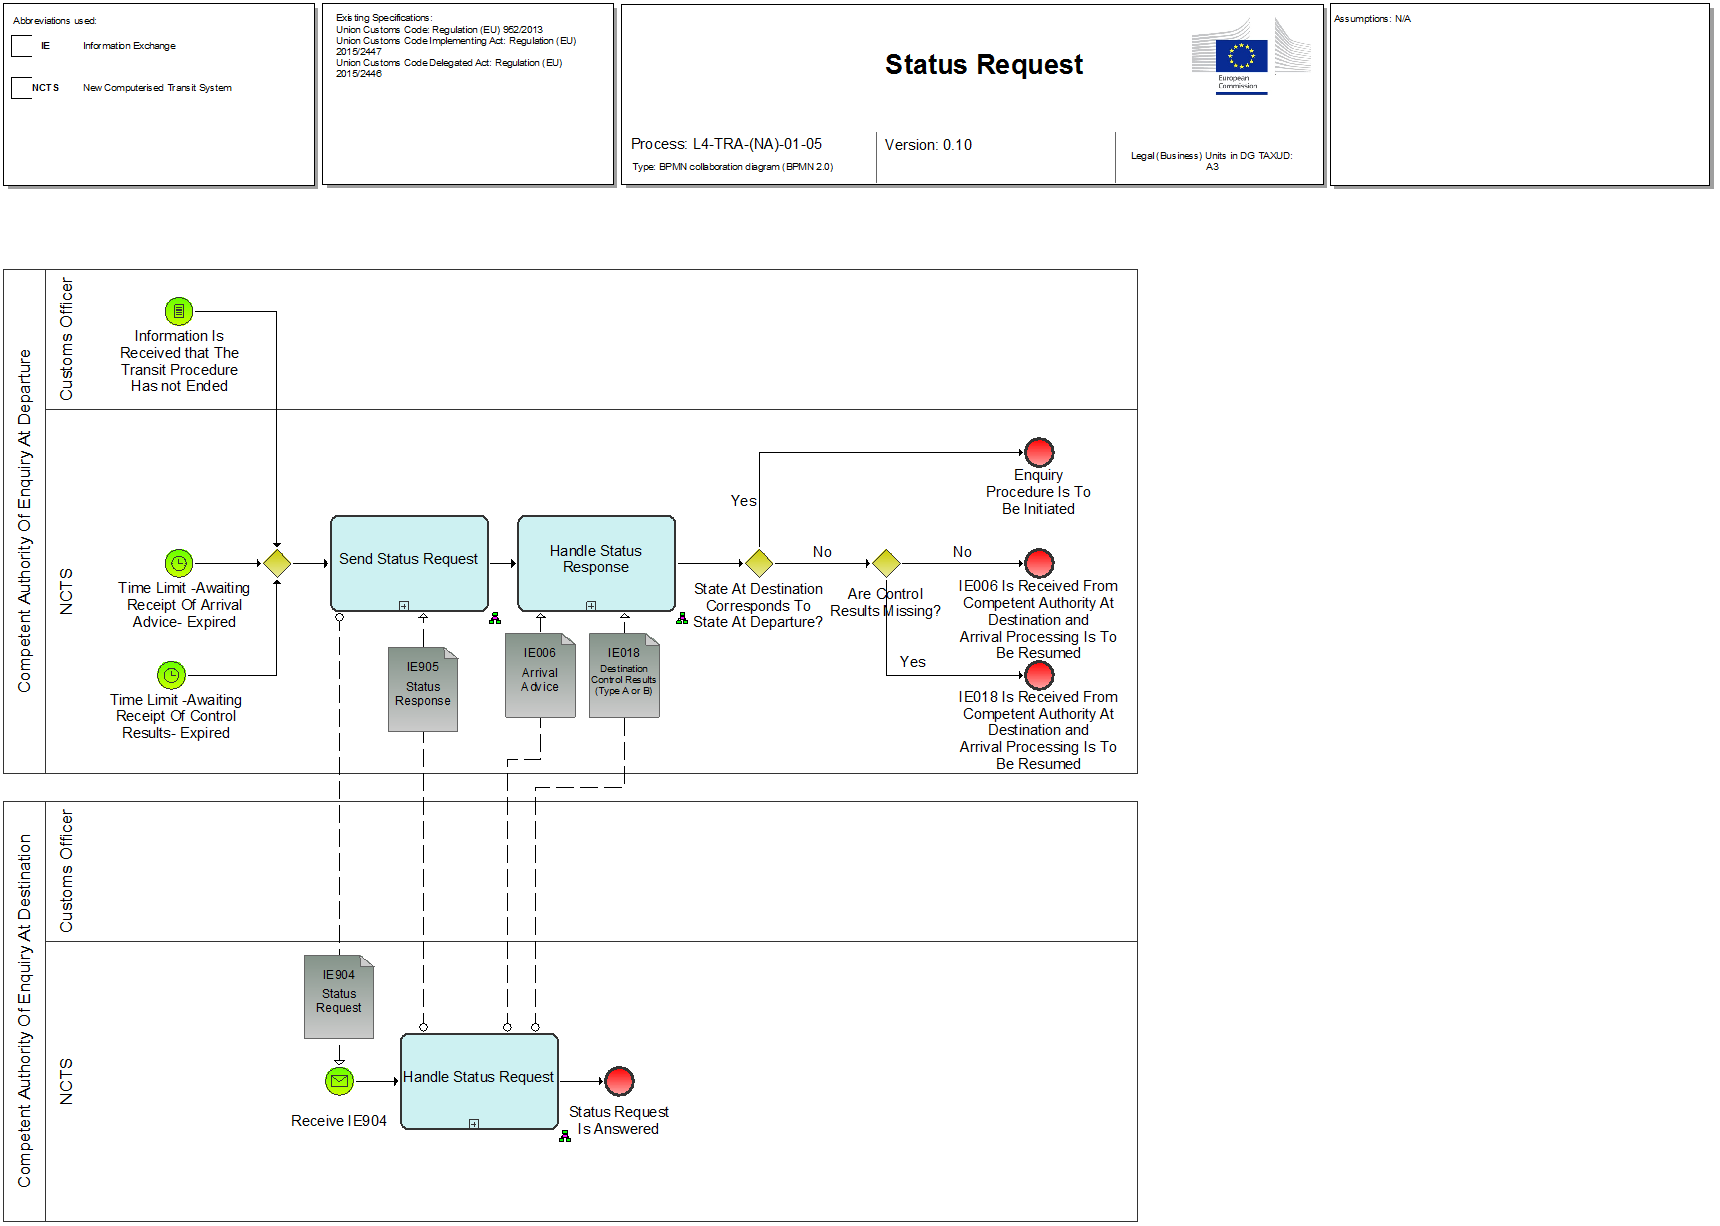 Abbreviations used:
IE Information Exchange
NCTS New Computerised Transit System
Existing Specifications:
Union Customs Code: Regulation (EU) 952/2013
Union Customs Code Implementing Act: Regulation (EU)
2015/2447
Union Customs Code Delegated Act: Regulation (EU)
2015/2446
Status Request
European
Commission
Process: L4-TRA-(NA)-01-05
Type: BPMN collaboration diagram (BPMN 2.0)
Version: 0.10
Legal (Business) Units in DG TAXUD:
A3
Assumptions: N/A
Competent Authority Of Enquiry At Departure
Customs Officer
Information Is
Received that The
Transit Procedure
Has not Ended
NCTS
Time Limit -Awaiting
Receipt Of Arrival
Advice- Expired
Time Limit -Awaiting
Receipt Of Control
Results- Expired
Send Status Request
Handle Status
Response
Yes
State At Destination
Corresponds To
State At Departure?
No
Are Control
Results Missing?
No
Yes
Enquiry
Procedure Is To
Be Initiated
IE006 Is Received From
Competent Authority At
Destination and
Arrival Processing Is To
Be Resumed
IE018 Is Received From
Competent Authority At
Destination and
Arrival Processing Is To
Be Resumed
IE905
Status
Response
IE006
Arrival
Advice
IE018
Destination
Control Results
(Type A or B)
Competent Authority Of Enquiry At Destination
Customs Officer
NCTS
IE904
Status
Request
Receive IE904
Handle Status Request
Status Request
Is Answered